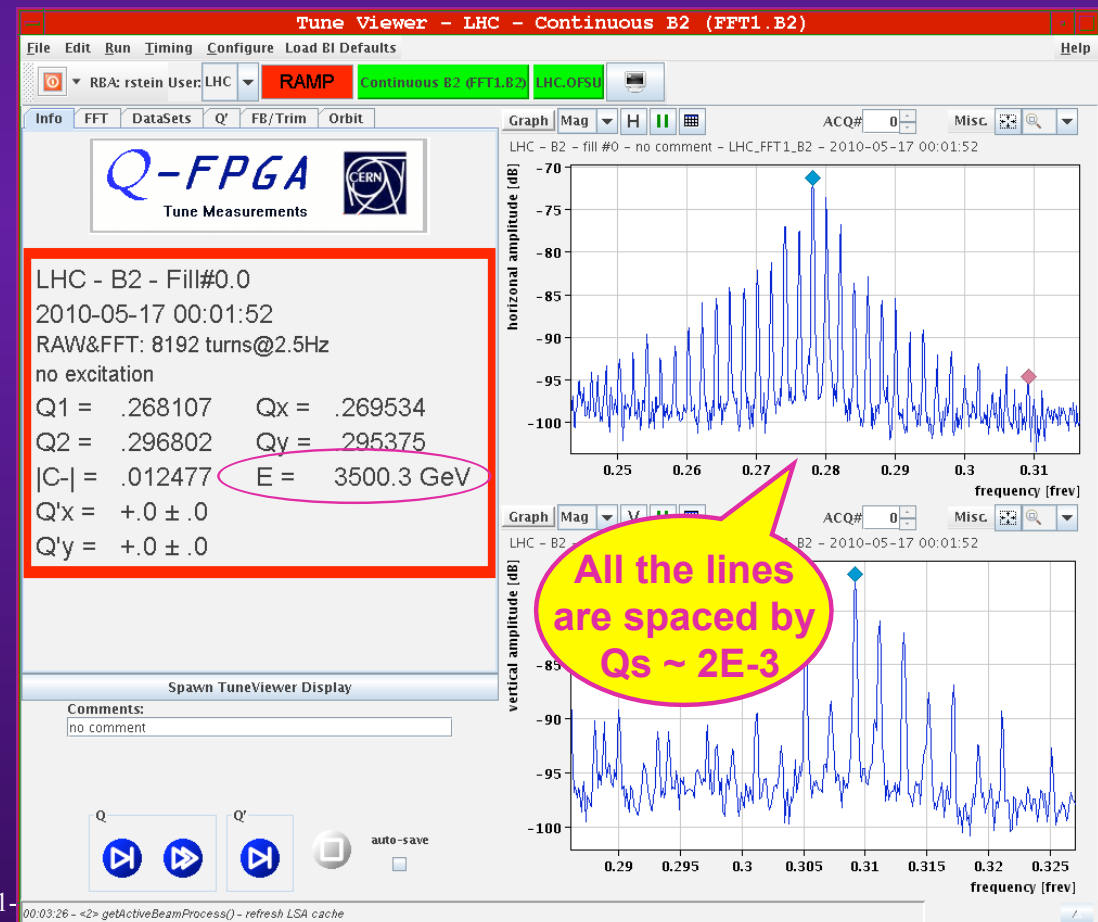 Tune Viewer - LHC - Continuous B2 (FFT1.B2)
File Edit Run Timing Configure Load BI Defaults Help
RBA: rstein User: LHC RAMP Continuous B2 (FFT1.B2) LHC.OFSU
Info FFT DataSets Q' FB/Trim Orbit
Q-FPGA
CERN
Tune Measurements
LHC - B2 - Fill#0.0
2010-05-17 00:01:52
RAW&FFT: 8192 turns@2.5Hz
no excitation
Q1 = .268107 Qx = .269534
Q2 = .296802 Qy = .295375
|C-| = .012477 E = 3500.3 GeV
Q'x = +.0 ± .0
Q'y = +.0 ± .0
Spawn TuneViewer Display
Comments:
no comment
Q Q'
auto-save
00:03:26 - <2> getActiveBeamProcess() - refresh LSA cache
Graph Mag H ACQ# 0 Misc.
LHC - B2 - fill #0 - no comment - LHC_FFT1_B2 - 2010-05-17 00:01:52
horizonal amplitude [dB]
-70
-75
-80
-85
-90
-95
-100
0.25 0.26 0.27 0.28 0.29 0.3 0.31
frequency [frev]
Graph Mag V ACQ# 0 Misc.
LHC - B2 - B2 - 2010-05-17 00:01:52
All the lines
are spaced by
Qs ~ 2E-3
vertical amplitude [dB]
-85
-90
-95
-100
0.29 0.295 0.3 0.305 0.31 0.315 0.32 0.325
frequency [frev]